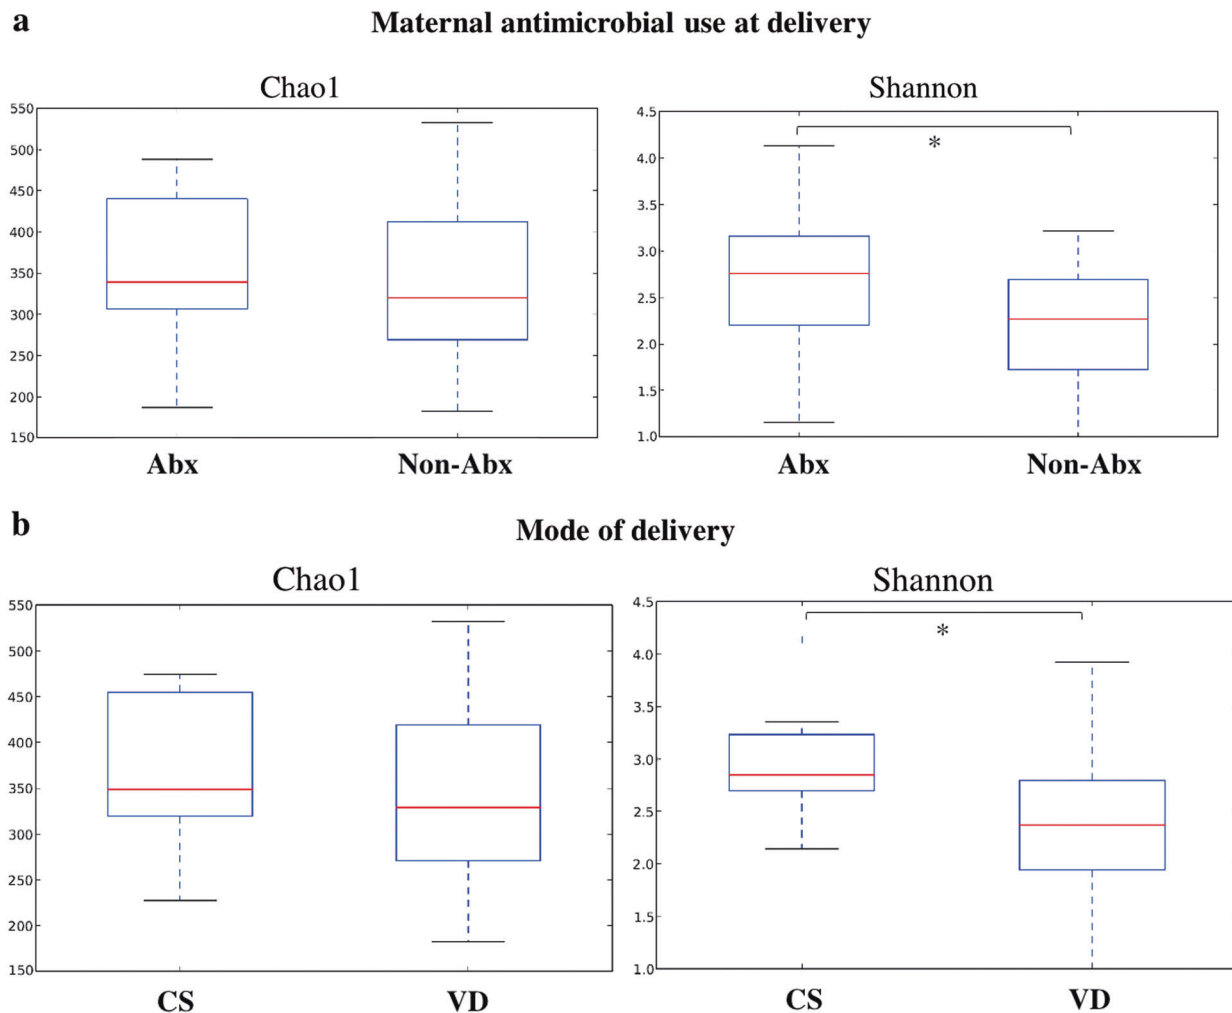 a
Maternal antimicrobial use at delivery
Chao1
550
500
450
400
350
300
250
200
150
Abx
Non-Abx
Shannon
4.5
4.0
3.5
3.0
2.5
2.0
1.5
1.0
*
Abx
Non-Abx
b
Mode of delivery
Chao1
550
500
450
400
350
300
250
200
150
CS
VD
Shannon
4.5
4.0
3.5
3.0
2.5
2.0
1.5
1.0
*
CS
VD